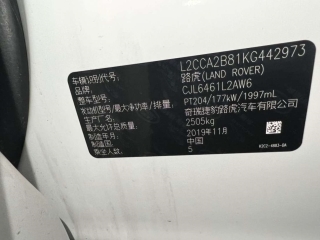 车辆识别代号: L2CCA2B81KG442973
品牌: 路虎(LAND ROVER)
整车型号: CJL6461L2AW6
发动机型号/最大净功率/排量: PT204/177kW/1997mL
生产厂名: 奇瑞捷豹路虎汽车有限公司
最大允许总质量: 2505kg
制造年月: 2019年11月
制造国: 中国
乘坐人数: 5